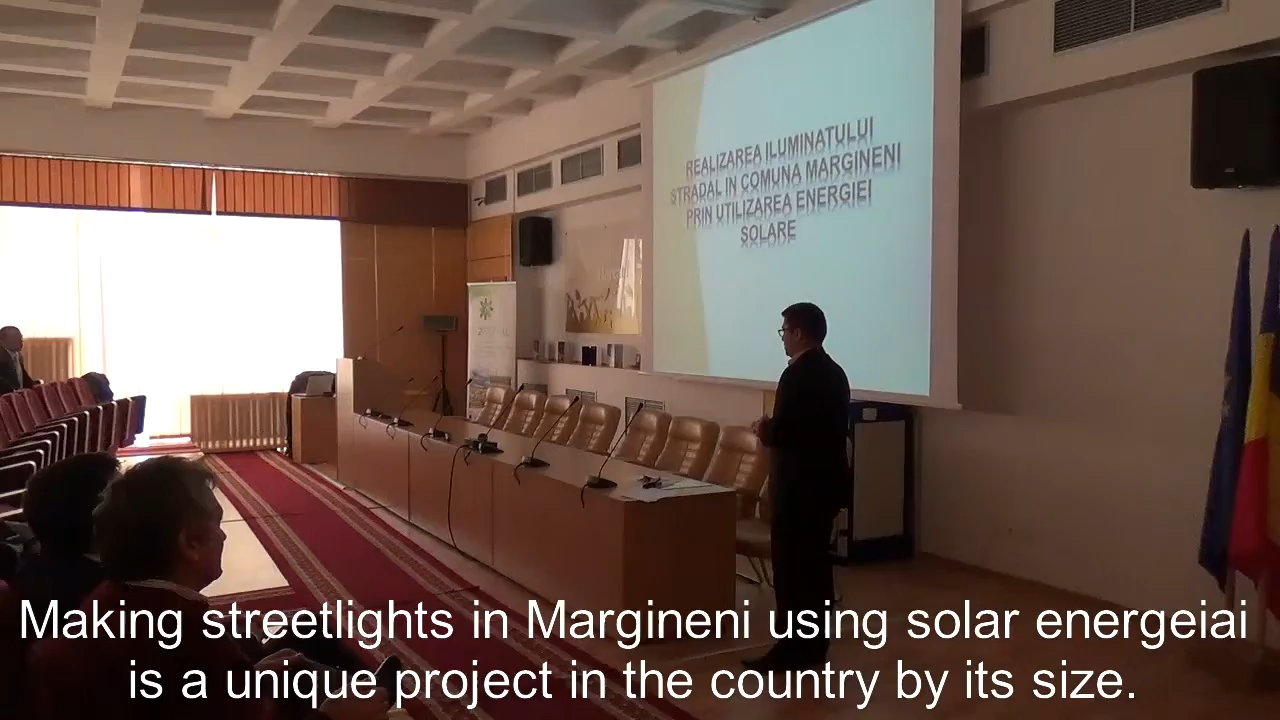 REALIZAREA ILUMINATULUI
STRADAL IN COMUNA MARGINENI
PRIN UTILIZAREA ENERGIEI
SOLARE
Making streetlights in Margineni using solar energeiai
is a unique project in the country by its size.